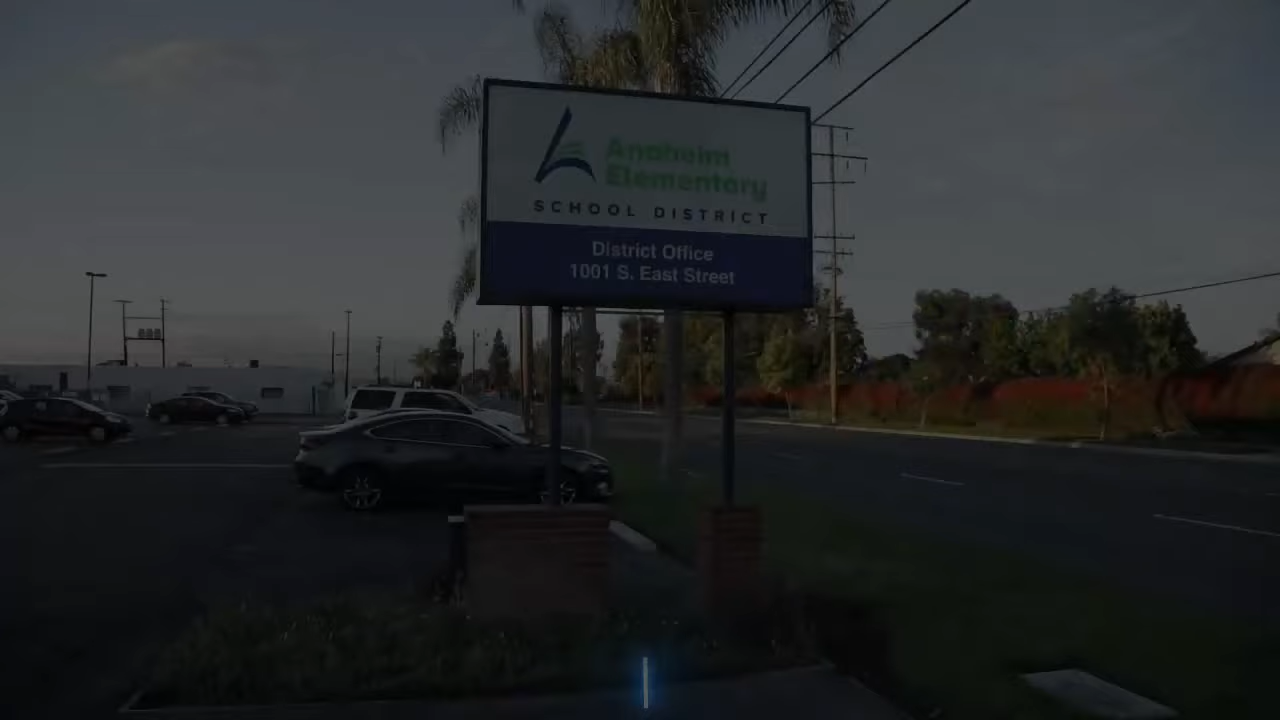 Anaheim
Elementary
SCHOOL DISTRICT
District Office
1001 S. East Street